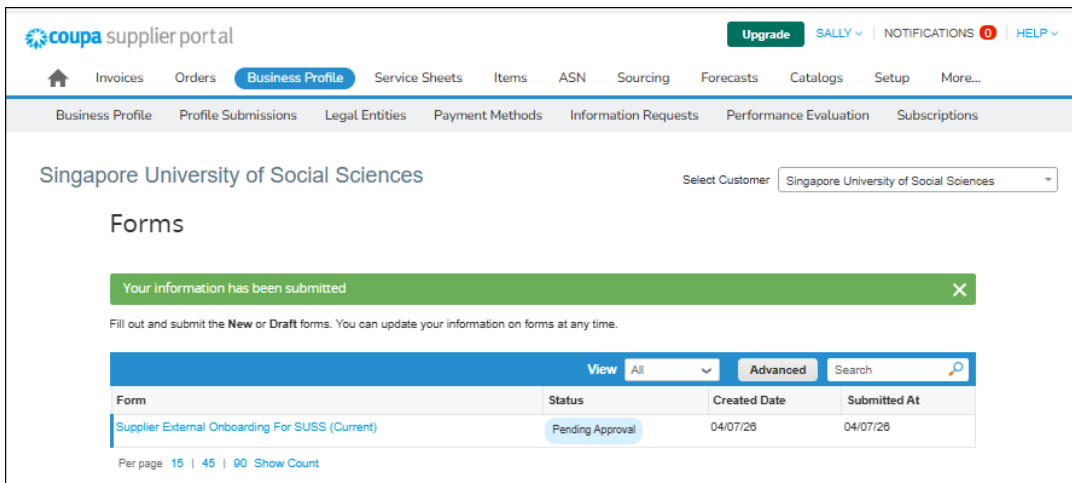 coupa supplier portal
Upgrade SALLY NOTIFICATIONS 0 HELP
Invoices Orders Business Profile Service Sheets Items ASN Sourcing Forecasts Catalogs Setup More...
Business Profile Profile Submissions Legal Entities Payment Methods Information Requests Performance Evaluation Subscriptions
Singapore University of Social Sciences
Select Customer Singapore University of Social Sciences
Forms
Your information has been submitted
Fill out and submit the New or Draft forms. You can update your information on forms at any time.
View All Advanced Search
Form Status Created Date Submitted At
Supplier External Onboarding For SUSS (Current) Pending Approval 04/07/26 04/07/26
Per page 15 | 45 | 90 Show Count